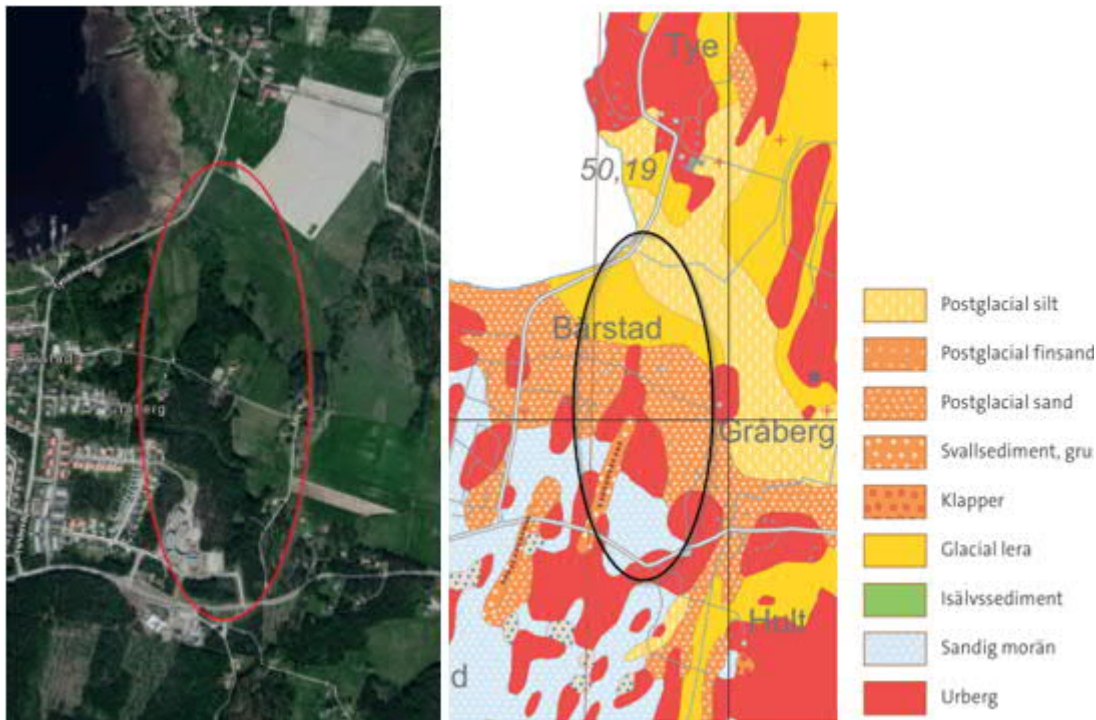 Tye
50,19
Bårstad
Gråberg
Hult
d
Postglacial silt
Postglacial finsand
Postglacial sand
Svallsediment, gru
Klapper
Glacial lera
Isälvssediment
Sandig morän
Urberg